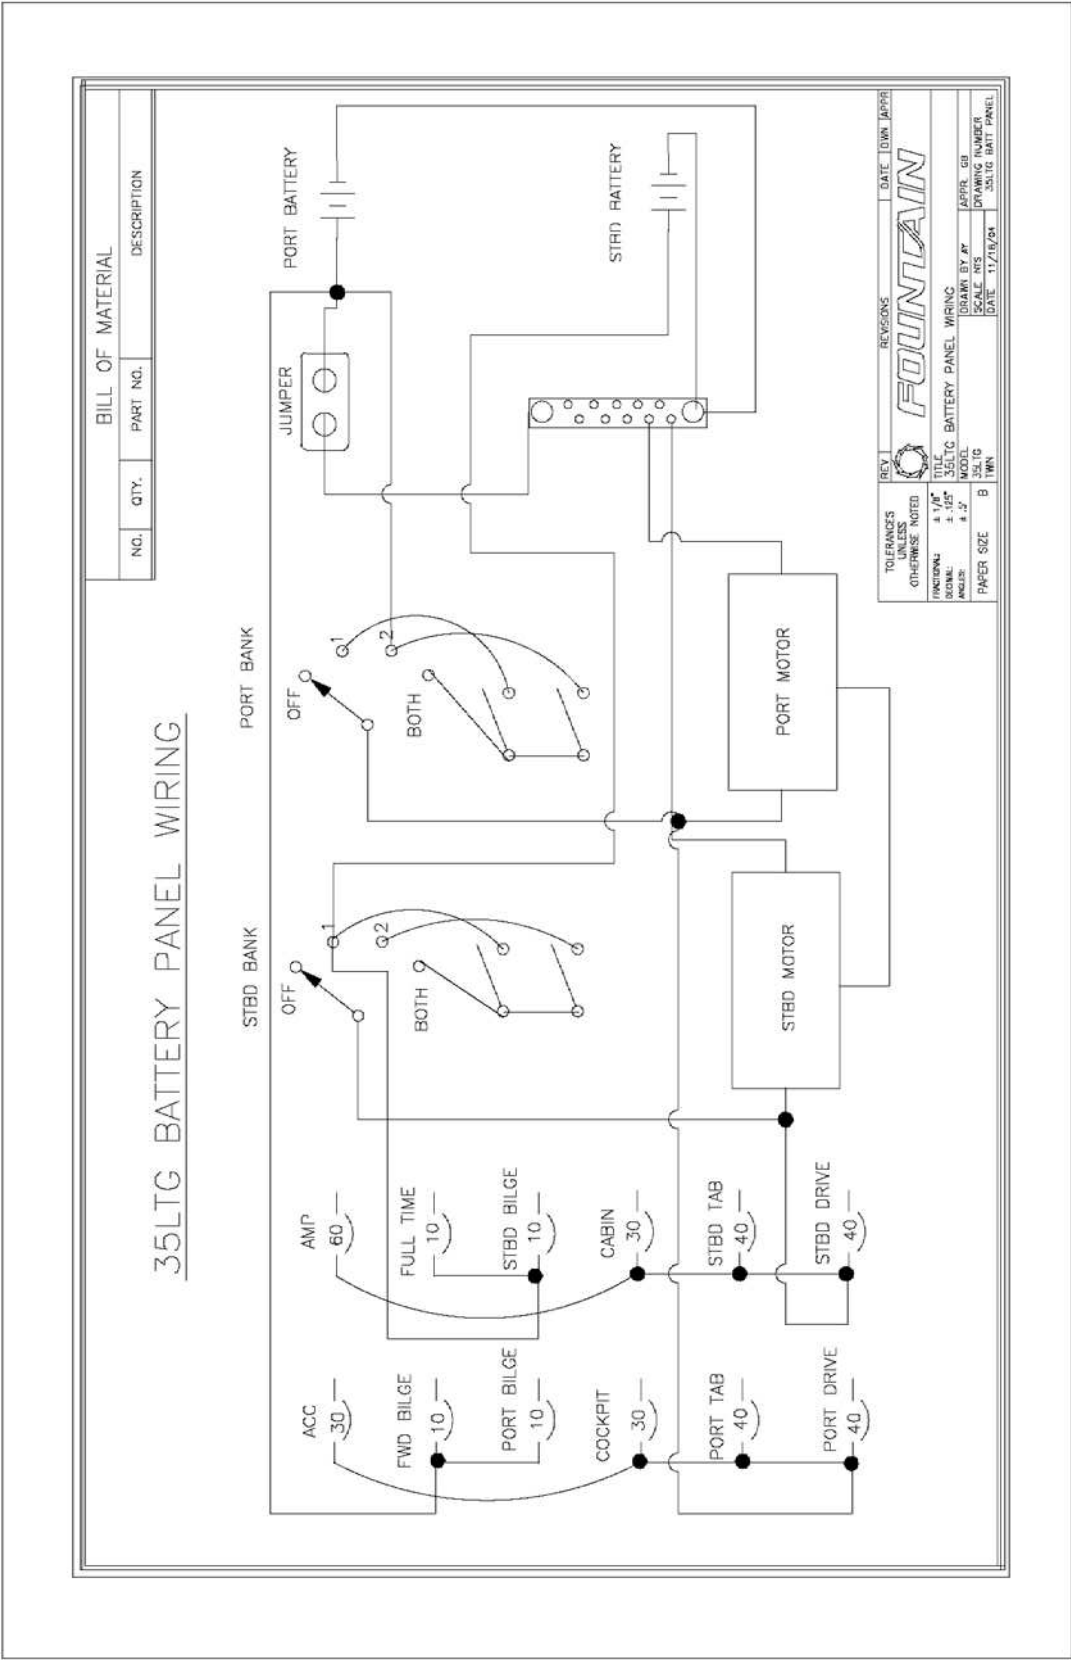 35LTG BATTERY PANEL WIRING
BILL OF MATERIAL
NO. QTY. PART NO. DESCRIPTION
STBD BANK
OFF
1
2
BOTH
PORT BANK
OFF
1
2
BOTH
JUMPER
PORT BATTERY
STBD BATTERY
ACC
30
AMP
60
FWD BILGE
10
FULL TIME
10
PORT BILGE
10
STBD BILGE
10
COCKPIT
30
CABIN
30
PORT TAB
40
STBD TAB
40
PORT DRIVE
40
STBD DRIVE
40
STBD MOTOR
PORT MOTOR
TOLERANCES
UNLESS
OTHERWISE NOTED
FRACTIONAL: ± 1/8"
DECIMAL: ± .125"
ANGLES: ± .5°
PAPER SIZE B
REV REVISIONS DATE DWN APPR
FOUNTAIN
TITLE
35LTG BATTERY PANEL WIRING
MODEL
35LTG
TWN
DRAWN BY AY
APPR. GB
SCALE NTS
DATE 11/16/04
DRAWING NUMBER
35LTG BATT PANEL